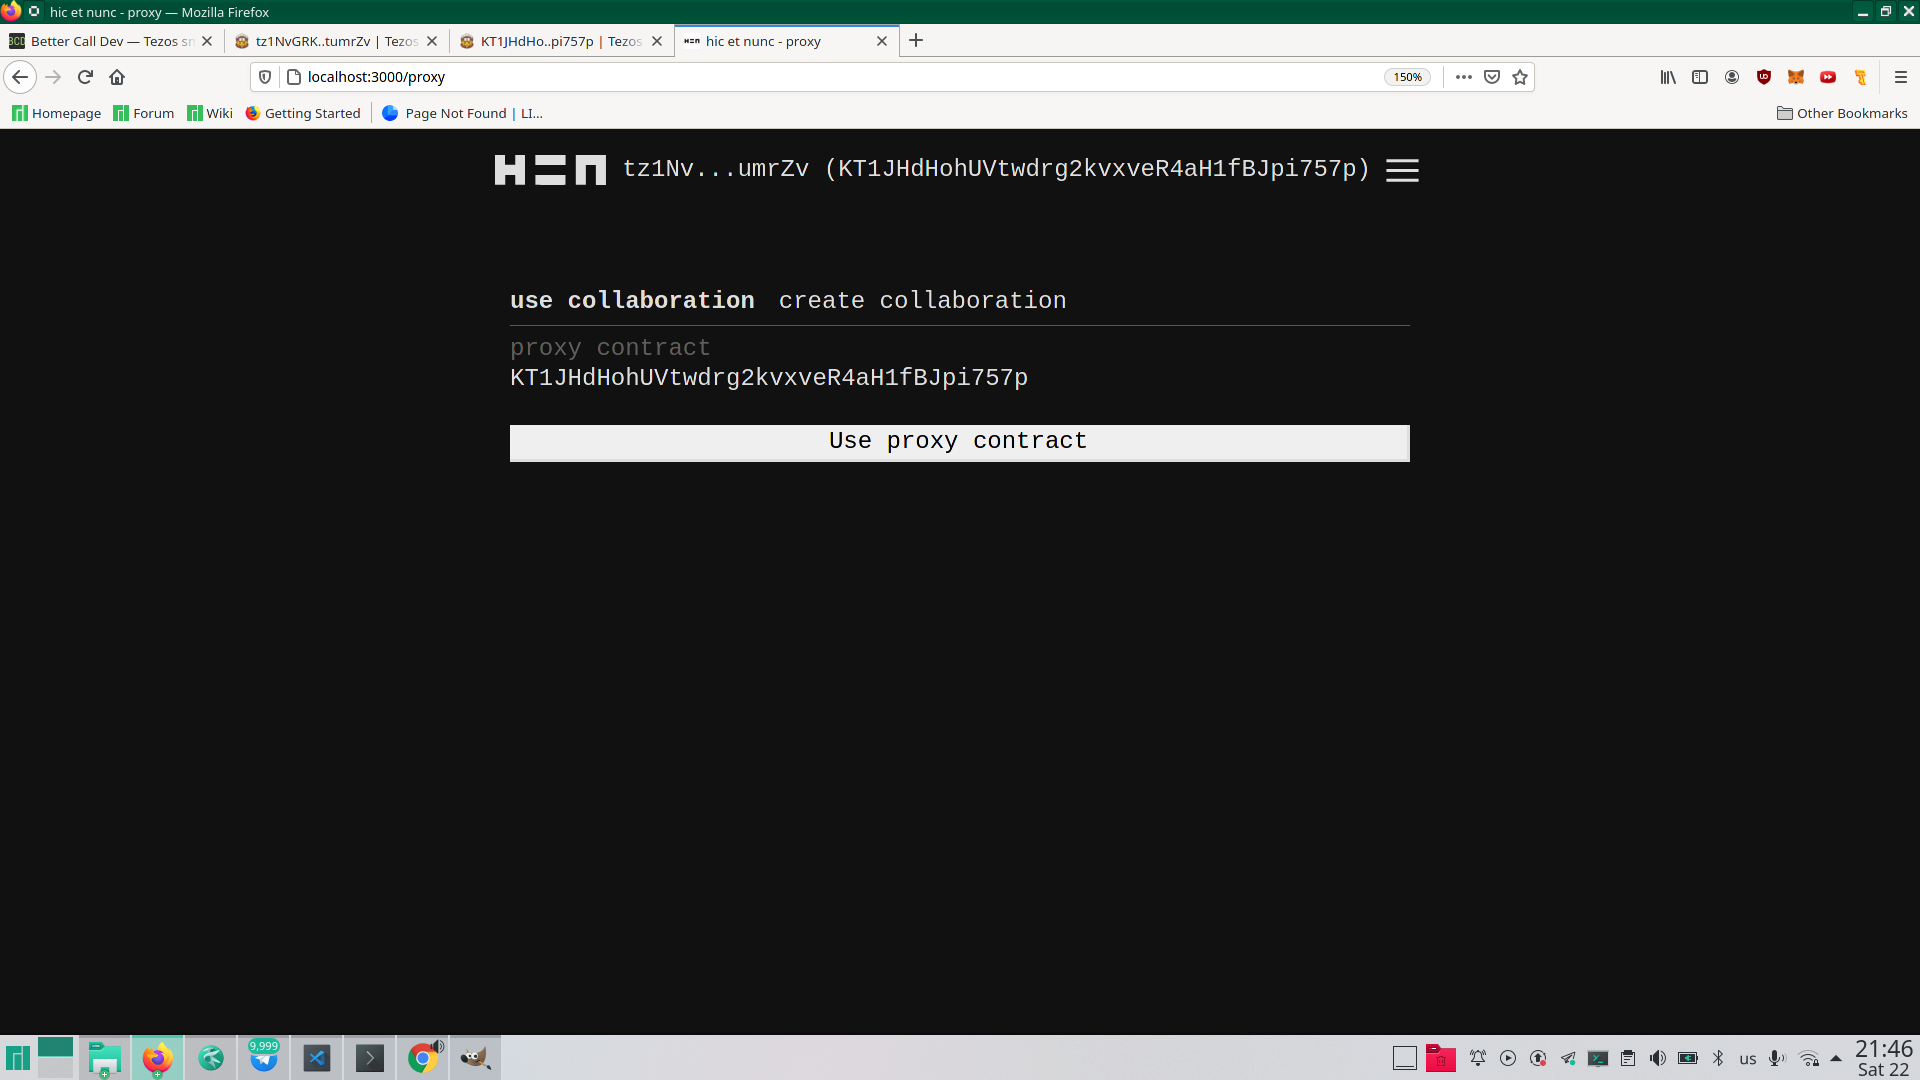 hic et nunc - proxy — Mozilla Firefox
Better Call Dev — Tezos sn
tz1NvGRK..tumrZv | Tezos
KT1JHdHo..pi757p | Tezos
hic et nunc - proxy
localhost:3000/proxy
150%
Homepage
Forum
Wiki
Getting Started
Page Not Found | LI...
Other Bookmarks
tz1Nv...umrZv (KT1JHdHohUVtwdrg2kvxveR4aH1fBJpi757p)
use collaboration create collaboration
proxy contract
KT1JHdHohUVtwdrg2kvxveR4aH1fBJpi757p
Use proxy contract
9,999
us
21:46
Sat 22